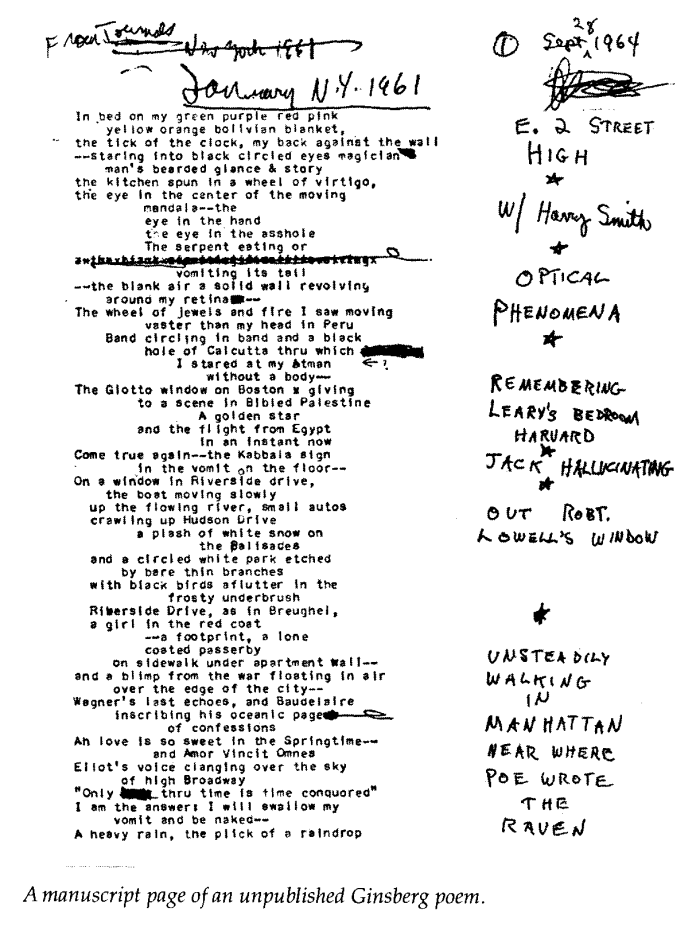 From Journals
New York 1961
January N.Y. 1961
In bed on my green purple red pink
yellow orange bolivian blanket,
the tick of the clock, my back against the wall
--staring into black circled eyes magician
man's bearded glance & story
the kitchen spun in a wheel of virtigo,
the eye in the center of the moving
mandala--the
eye in the hand
the eye in the asshole
The serpent eating or
vomiting its tail
--the blank air a solid wall revolving
around my retina--
The wheel of jewels and fire I saw moving
vaster than my head in Peru
Band circling in band and a black
hole of Calcutta thru which
I stared at my Atman
without a body--
The Giotto window on Boston x giving
to a scene in Bibled Palestine
A golden star
and the flight from Egypt
in an instant now
Come true again--the Kabbala sign
in the vomit on the floor--
On a window in Riverside drive,
the boat moving slowly
up the flowing river, small autos
crawling up Hudson Drive
a plash of white snow on
the Palisades
and a circled white park etched
by bare thin branches
with black birds aflutter in the
frosty underbrush
Riverside Drive, as in Breughel,
a girl in the red coat
--a footprint, a lone
coated passerby
on sidewalk under apartment wall--
and a blimp from the war floating in air
over the edge of the city--
Wagner's last echoes, and Baudelaire
inscribing his oceanic page
of confessions
Ah love is so sweet in the Springtime--
and Amor Vincit Omnes
Eliot's voice clanging over the sky
of high Broadway
"Only thru time is time conquored"
I am the answer: I will swallow my
vomit and be naked--
A heavy rain, the plick of a raindrop
① Sept 28, 1964
E. 2 STREET
HIGH
W/ Harry Smith
OPTICAL
PHENOMENA
REMEMBERING
LEARY'S BEDROOM
HARVARD
JACK HALLUCINATING
OUT ROBT.
LOWELL'S WINDOW
UNSTEADILY
WALKING
IN
MANHATTAN
NEAR WHERE
POE WROTE
THE
RAVEN
A manuscript page of an unpublished Ginsberg poem.